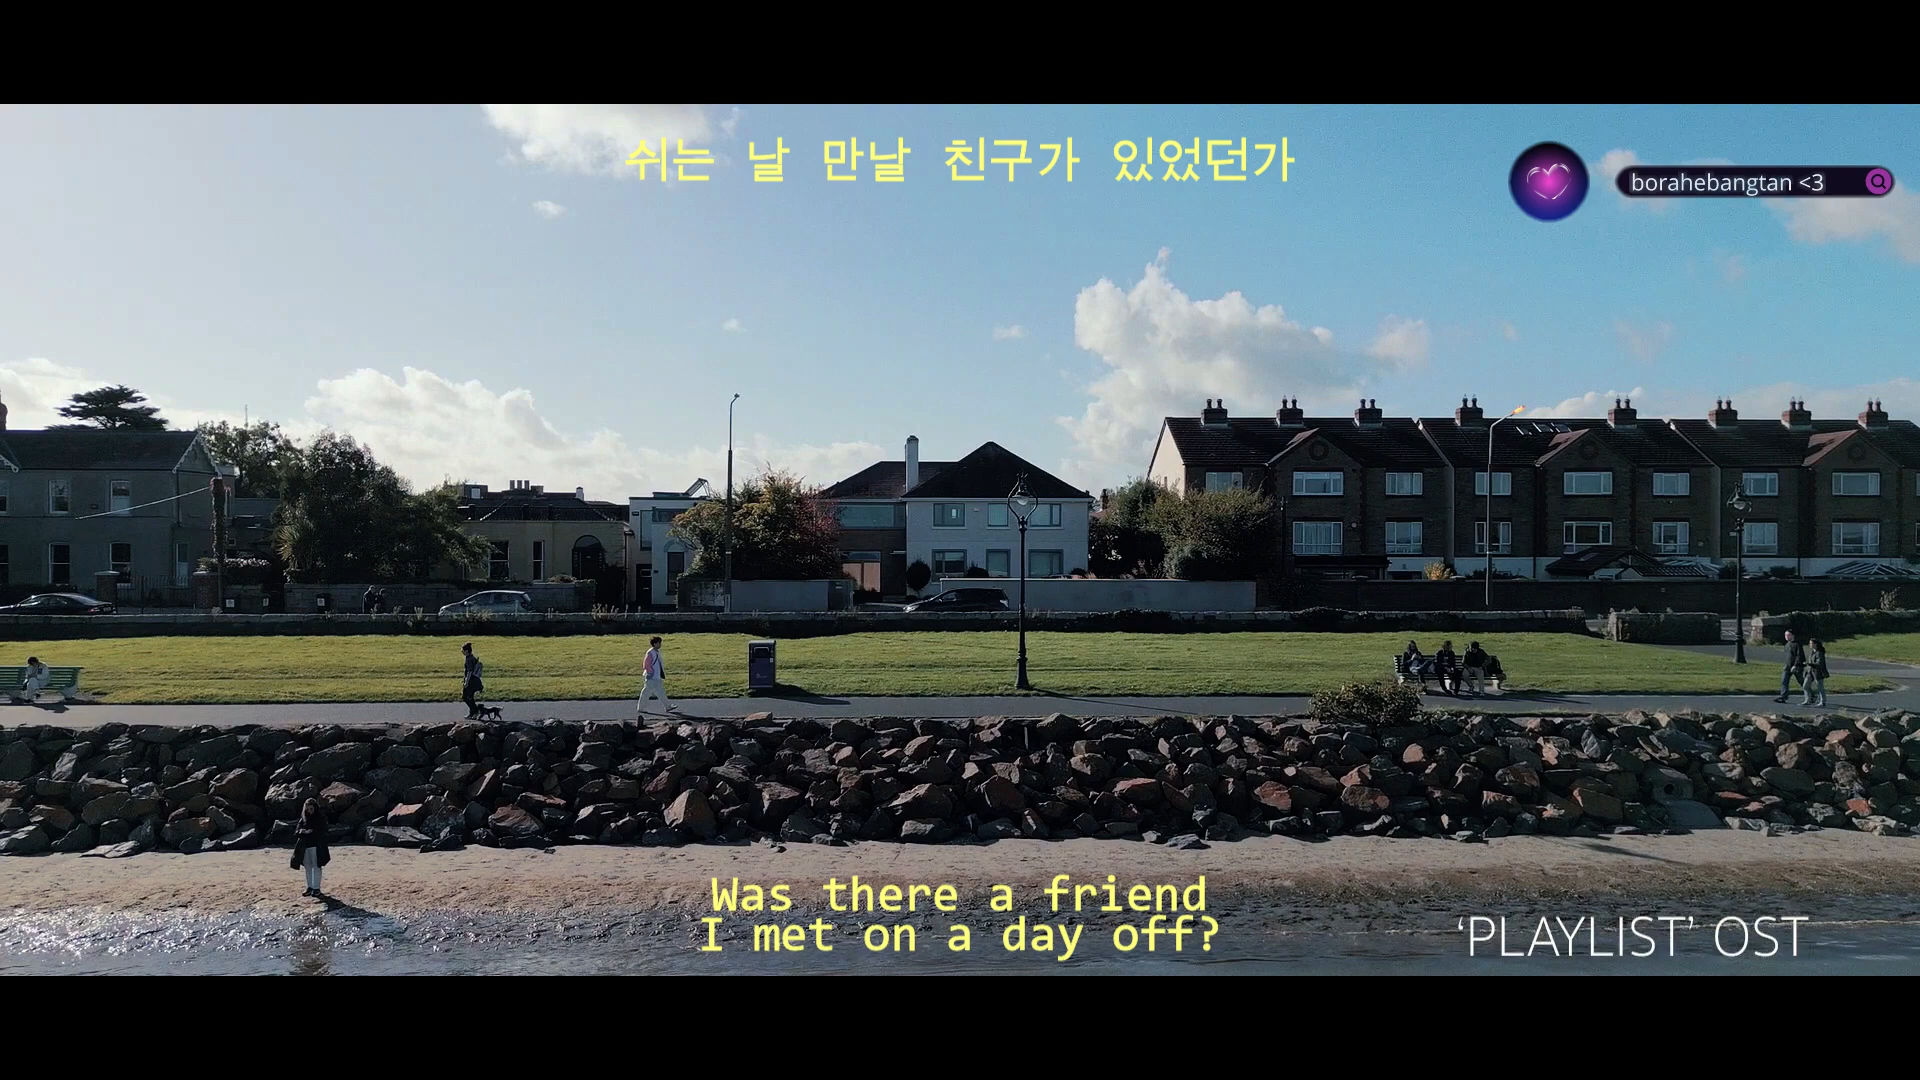 쉬는 날 만날 친구가 있었던가
borahebangtan <3
Was there a friend
I met on a day off?
‘PLAYLIST’ OST